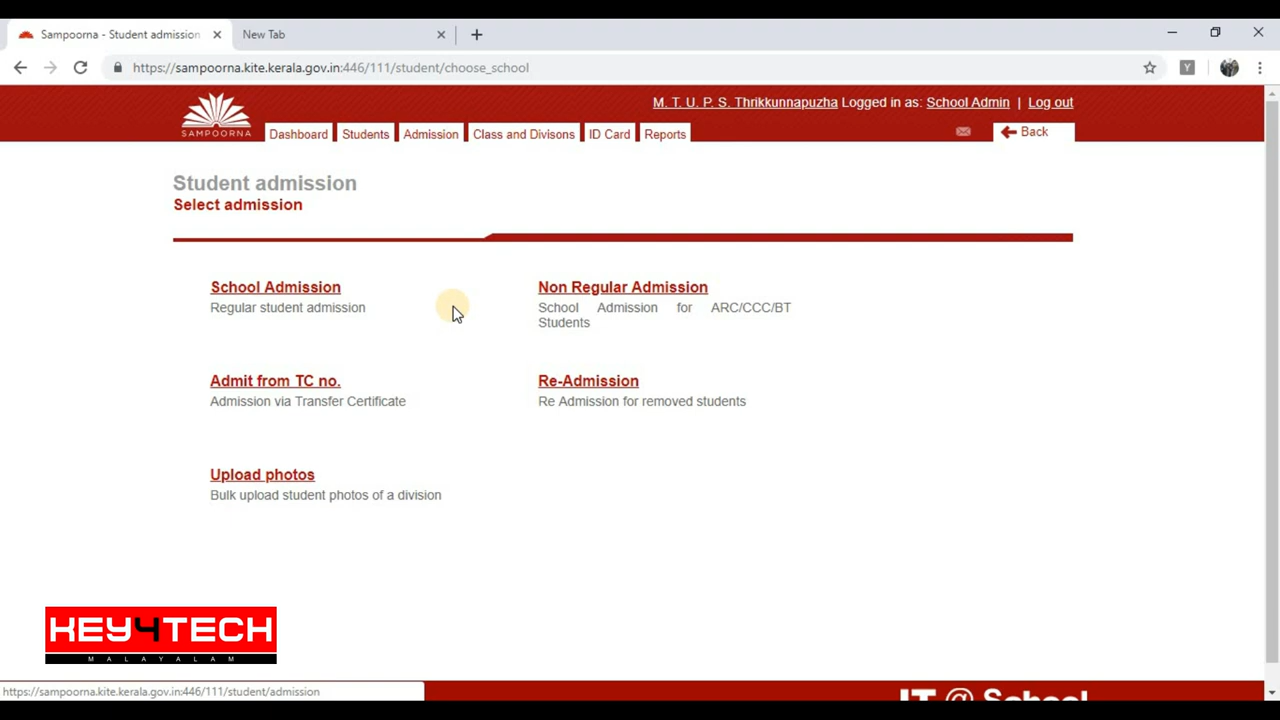 Sampoorna - Student admission
New Tab
https://sampoorna.kite.kerala.gov.in:446/111/student/choose_school
Y
M. T. U. P. S. Thrikkunnapuzha Logged in as: School Admin | Log out
SAMPOORNA
Dashboard Students Admission Class and Divisons ID Card Reports
Back
Student admission
Select admission
School Admission
Regular student admission
Non Regular Admission
School Admission for ARC/CCC/BT
Students
Admit from TC no.
Admission via Transfer Certificate
Re-Admission
Re Admission for removed students
Upload photos
Bulk upload student photos of a division
KEY4TECH
MALAYALAM
https://sampoorna.kite.kerala.gov.in:446/111/student/admission
IT @ School